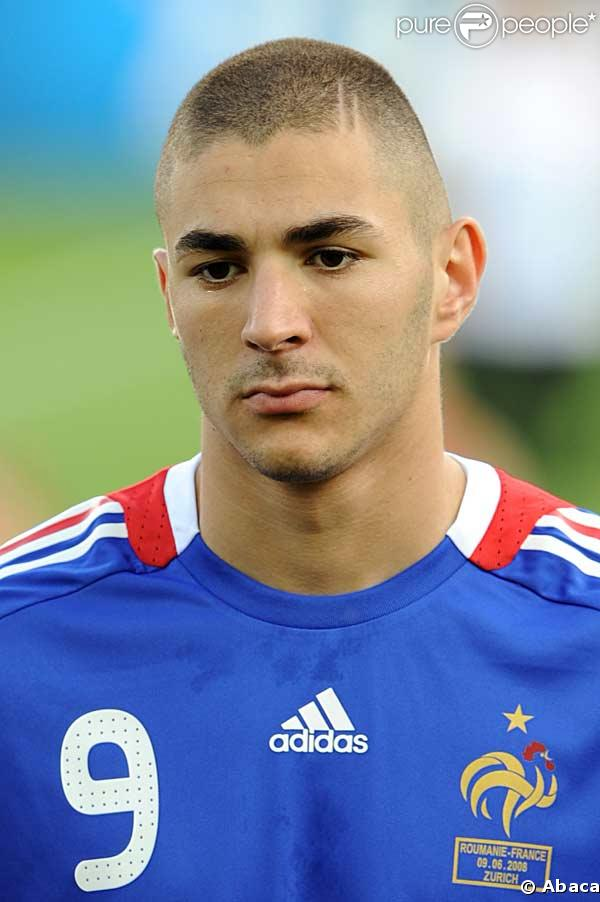 pure people*
9
adidas
ROUMANIE-FRANCE
09.06.2008
ZURICH
© Abaca